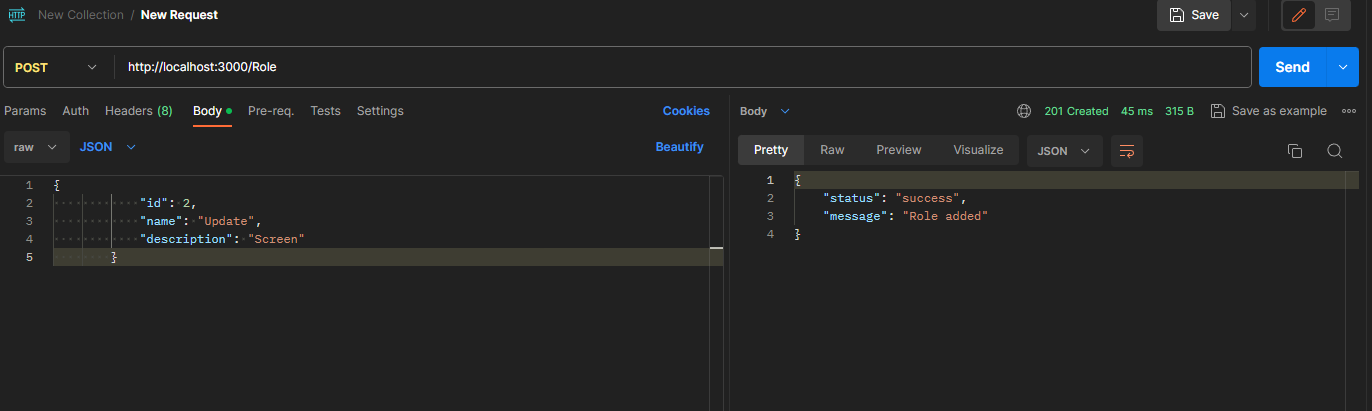 HTTP New Collection / New Request Save
POST http://localhost:3000/Role Send
Params Auth Headers (8) Body Pre-req. Tests Settings Cookies
raw JSON Beautify
1 {
2 "id": 2,
3 "name": "Update",
4 "description": "Screen"
5 }
Body 201 Created 45 ms 315 B Save as example
Pretty Raw Preview Visualize JSON
1 {
2 "status": "success",
3 "message": "Role added"
4 }